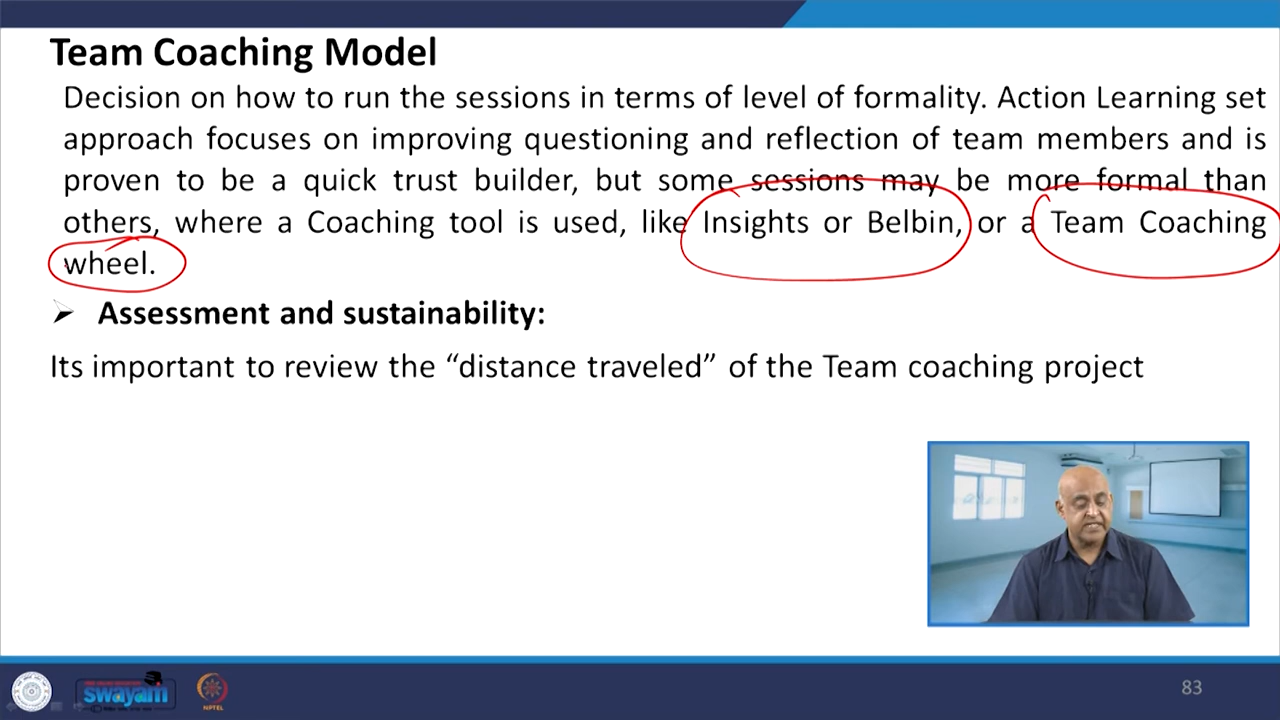 Team Coaching Model
Decision on how to run the sessions in terms of level of formality. Action Learning set
approach focuses on improving questioning and reflection of team members and is
proven to be a quick trust builder, but some sessions may be more formal than
others, where a Coaching tool is used, like Insights or Belbin, or a Team Coaching
wheel.
➢ Assessment and sustainability:
Its important to review the “distance traveled” of the Team coaching project
swayam
NPTEL
83